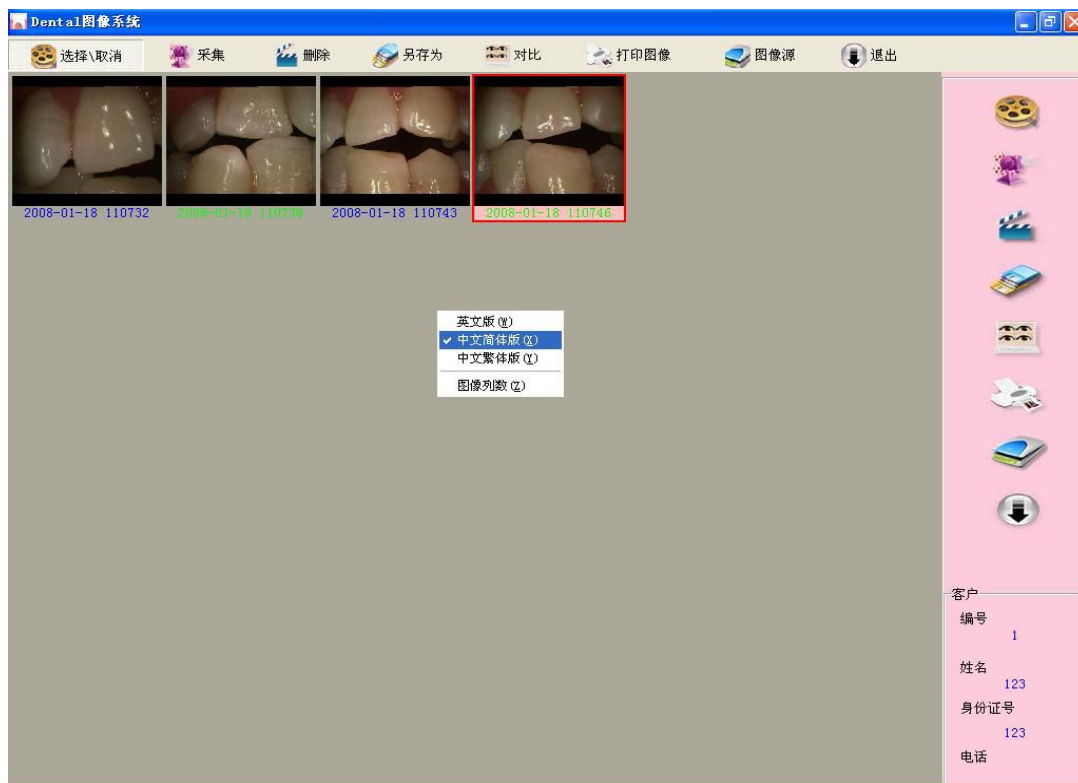 Dental图像系统
选择\取消 采集 删除 另存为 对比 打印图像 图像源 退出
2008-01-18 110732 2008-01-18 110738 2008-01-18 110743 2008-01-18 110746
英文版(W)
中文简体版(X)
中文繁体版(Y)
图像列数(Z)
客户
编号
1
姓名
123
身份证号
123
电话